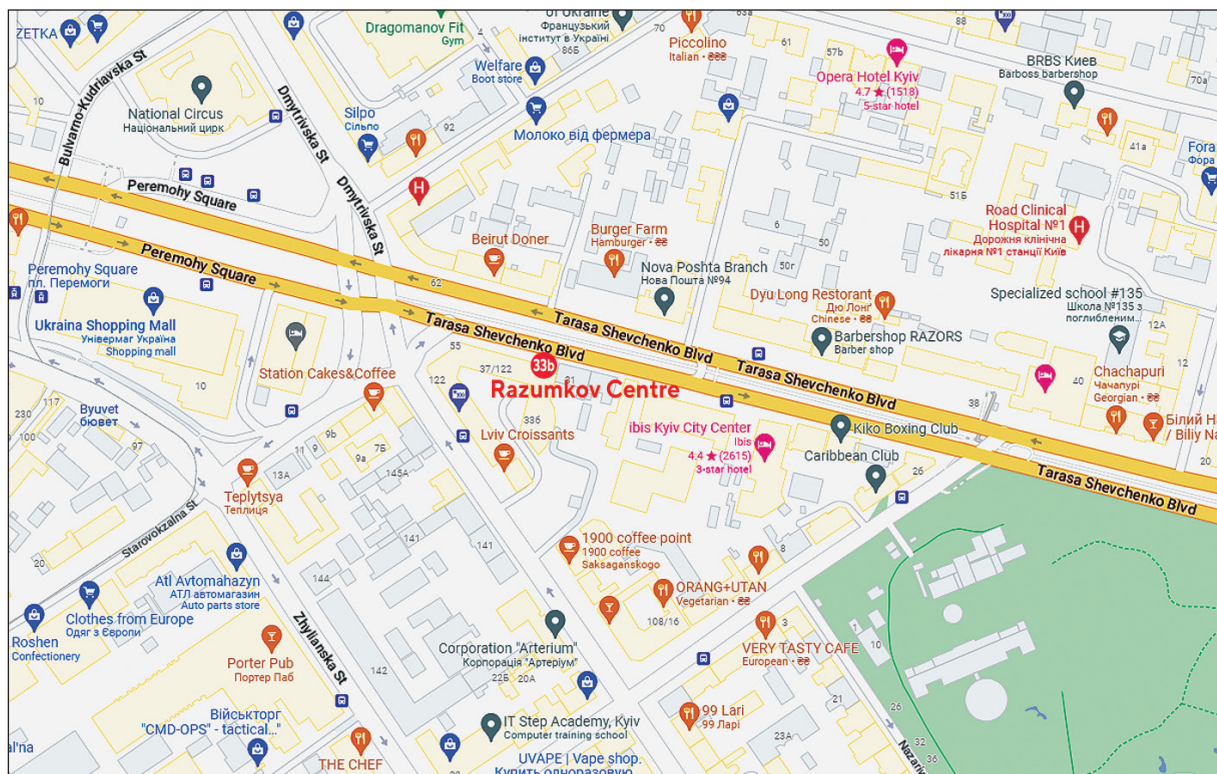 ZETKA
Bulvarno-Kudriavska St
National Circus
Національний цирк
10
Dmytrivska St
Dragomanov Fit
Gym
of Ukraine
Французький
інститут в Україні
86Б
70
Welfare
Boot store
Silpo
Сільпо
92
Молоко від фермера
Piccolino
Italian · ₴₴₴
63a
61
57b
88
Opera Hotel Kyiv
4.7 ★ (1518)
5-star hotel
BRBS Киев
Barboss barbershop
70a
41a
Fora
Фора
Peremohy Square
Peremohy Square
Dmytrivska St
H
Beirut Doner
62
Burger Farm
Hamburger · ₴₴
Nova Poshta Branch
Нова Пошта №94
6
50
50г
51Б
Road Clinical
Hospital №1
Дорожня клінічна
лікарня №1 станції Київ
H
Dyu Long Restorant
Дю Лонг
Chinese · ₴₴
Barbershop RAZORS
Barber shop
Specialized school #135
Школа №135 з
поглибленим...
12A
Peremohy Square
пл. Перемоги
Ukraina Shopping Mall
Універмаг Україна
Shopping mall
10
Station Cakes&Coffee
Tarasa Shevchenko Blvd
Tarasa Shevchenko Blvd
Tarasa Shevchenko Blvd
Tarasa Shevchenko Blvd
55
37/122
122
33b
31
Razumkov Centre
336
Lviv Croissants
ibis Kyiv City Center
Ibis
4.4 ★ (2615)
3-star hotel
Kiko Boxing Club
Caribbean Club
26
38
40
Chachapuri
Чачапурі
Georgian · ₴₴
Білий Н
/ Biliy Na
20
230
117
100
Byuvet
бювет
97
11
9
9б
9a
7Б
13A
145A
Teplytsya
Теплиця
Starovokzalna St
20
141
141
144
142
1900 coffee point
1900 coffee
Saksaganskogo
8
ORANG+UTAN
Vegetarian · ₴₴
108/16
3
VERY TASTY CAFE
European · ₴₴
1
10
Atl Avtomahazyn
АТЛ автомагазин
Auto parts store
Clothes from Europe
Одяг з Європи
Roshen
Confectionery
Porter Pub
Портер Паб
Zhylianska St
Corporation "Arterium"
Корпорація "Артеріум"
22Б
20A
IT Step Academy, Kyiv
Computer training school
99 Lari
99 Ларі
23A
21
26
32
36
Nazariv
Військторг
"CMD-OPS" - tactical..."
al'na
THE CHEF
UVAPE | Vape shop.
Купить одноразовую